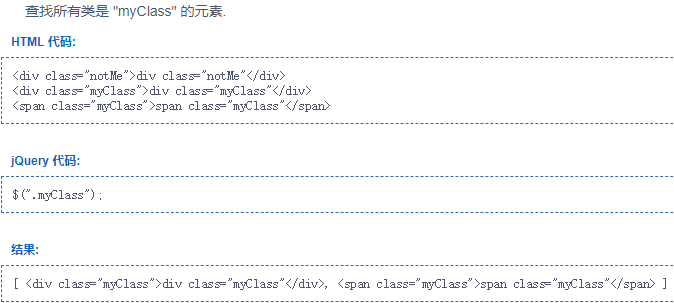 查找所有类是 "myClass" 的元素.
HTML 代码:
<div class="notMe">div class="notMe"</div>
<div class="myClass">div class="myClass"</div>
<span class="myClass">span class="myClass"</span>
jQuery 代码:
$(".myClass");
结果:
[ <div class="myClass">div class="myClass"</div>, <span class="myClass">span class="myClass"</span> ]